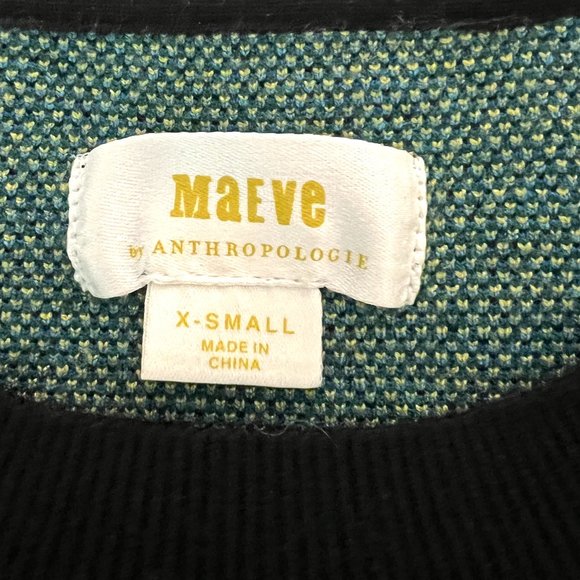 MaEVe
BY ANTHROPOLOGIE
X-SMALL
MADE IN
CHINA